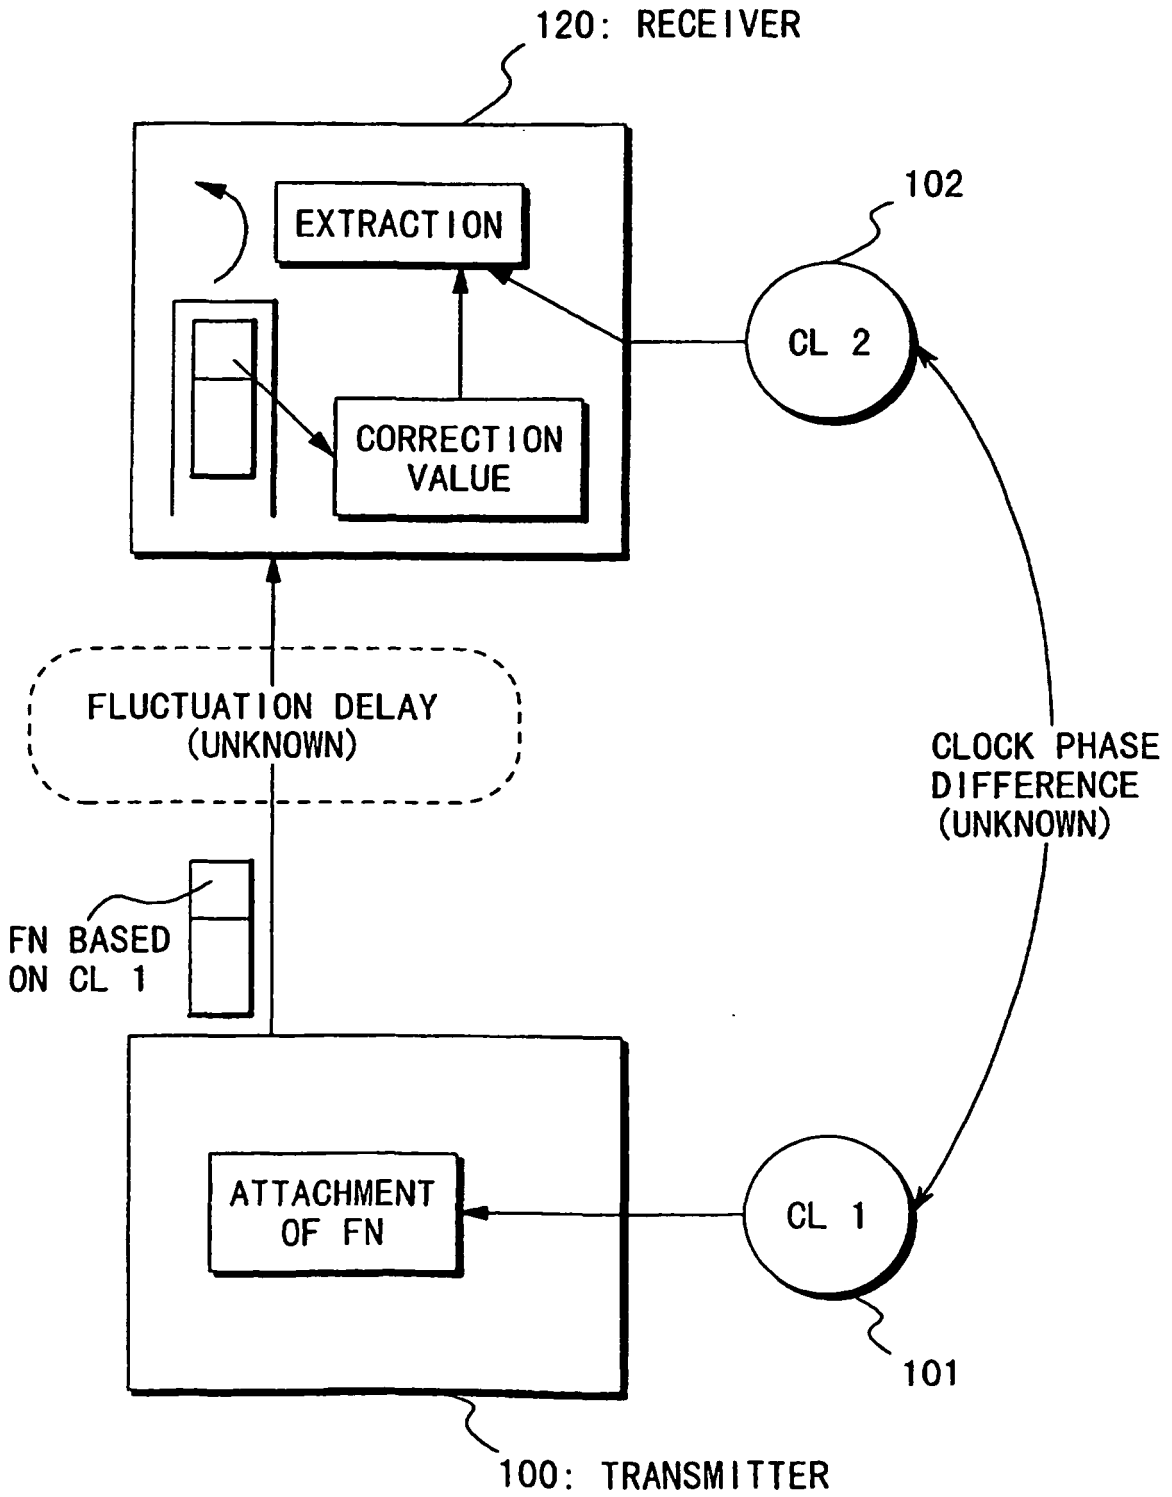 120: RECEIVER
102
EXTRACTION
CL 2
CORRECTION
VALUE
FLUCTUATION DELAY
(UNKNOWN)
CLOCK PHASE
DIFFERENCE
(UNKNOWN)
FN BASED
ON CL 1
ATTACHMENT
OF FN
CL 1
101
100: TRANSMITTER